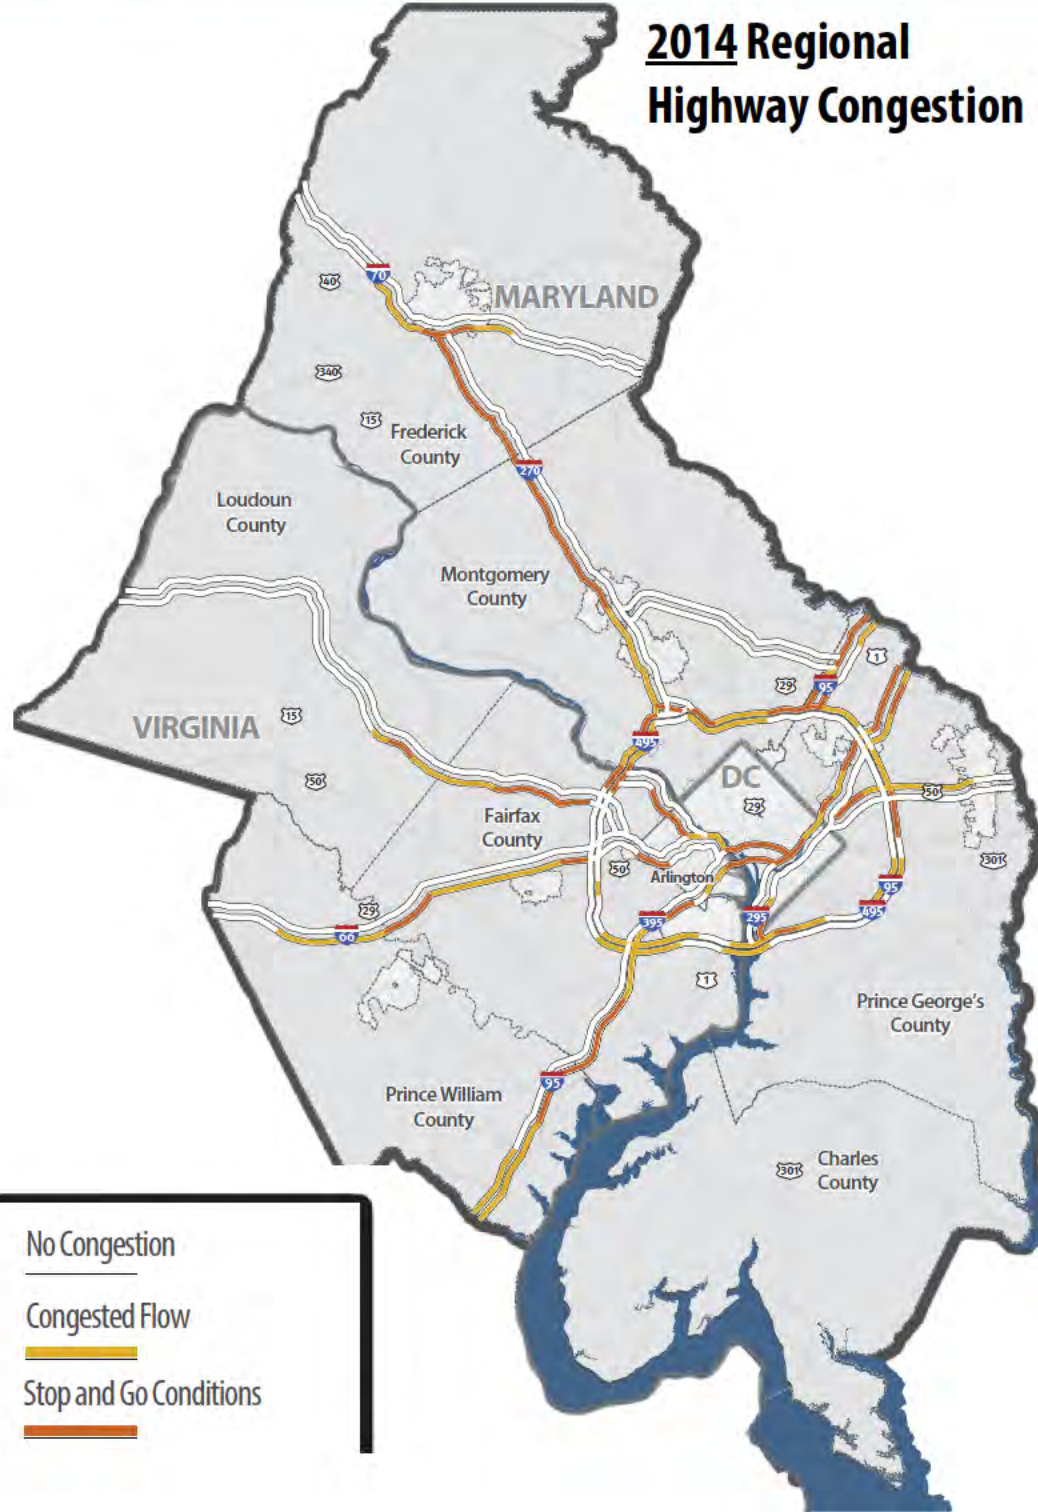 2014 Regional
Highway Congestion
70
40
MARYLAND
340
15
Frederick
County
270
Loudoun
County
Montgomery
County
1
29
95
VIRGINIA
15
495
50
DC
50
29
Fairfax
County
301
50
Arlington
95
29
495
395
295
66
1
Prince George's
County
95
Prince William
County
Charles
County
301
No Congestion
Congested Flow
Stop and Go Conditions